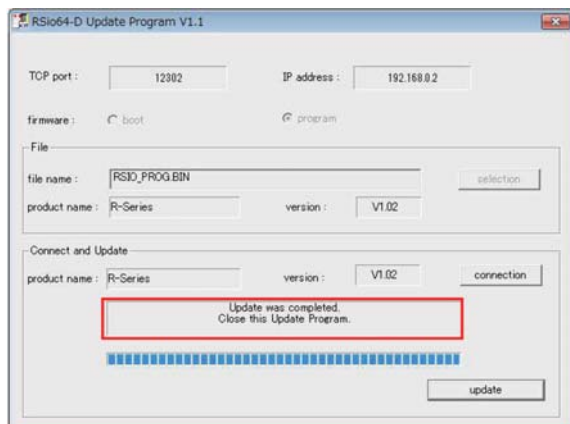 RSio64-D Update Program V1.1
TCP port : 12302 IP address : 192.168.0.2
firmware : boot program
File
file name : RSIO_PROG.BIN selection
product name : R-Series version : V1.02
Connect and Update
product name : R-Series version : V1.02 connection
Update was completed.
Close this Update Program.
update